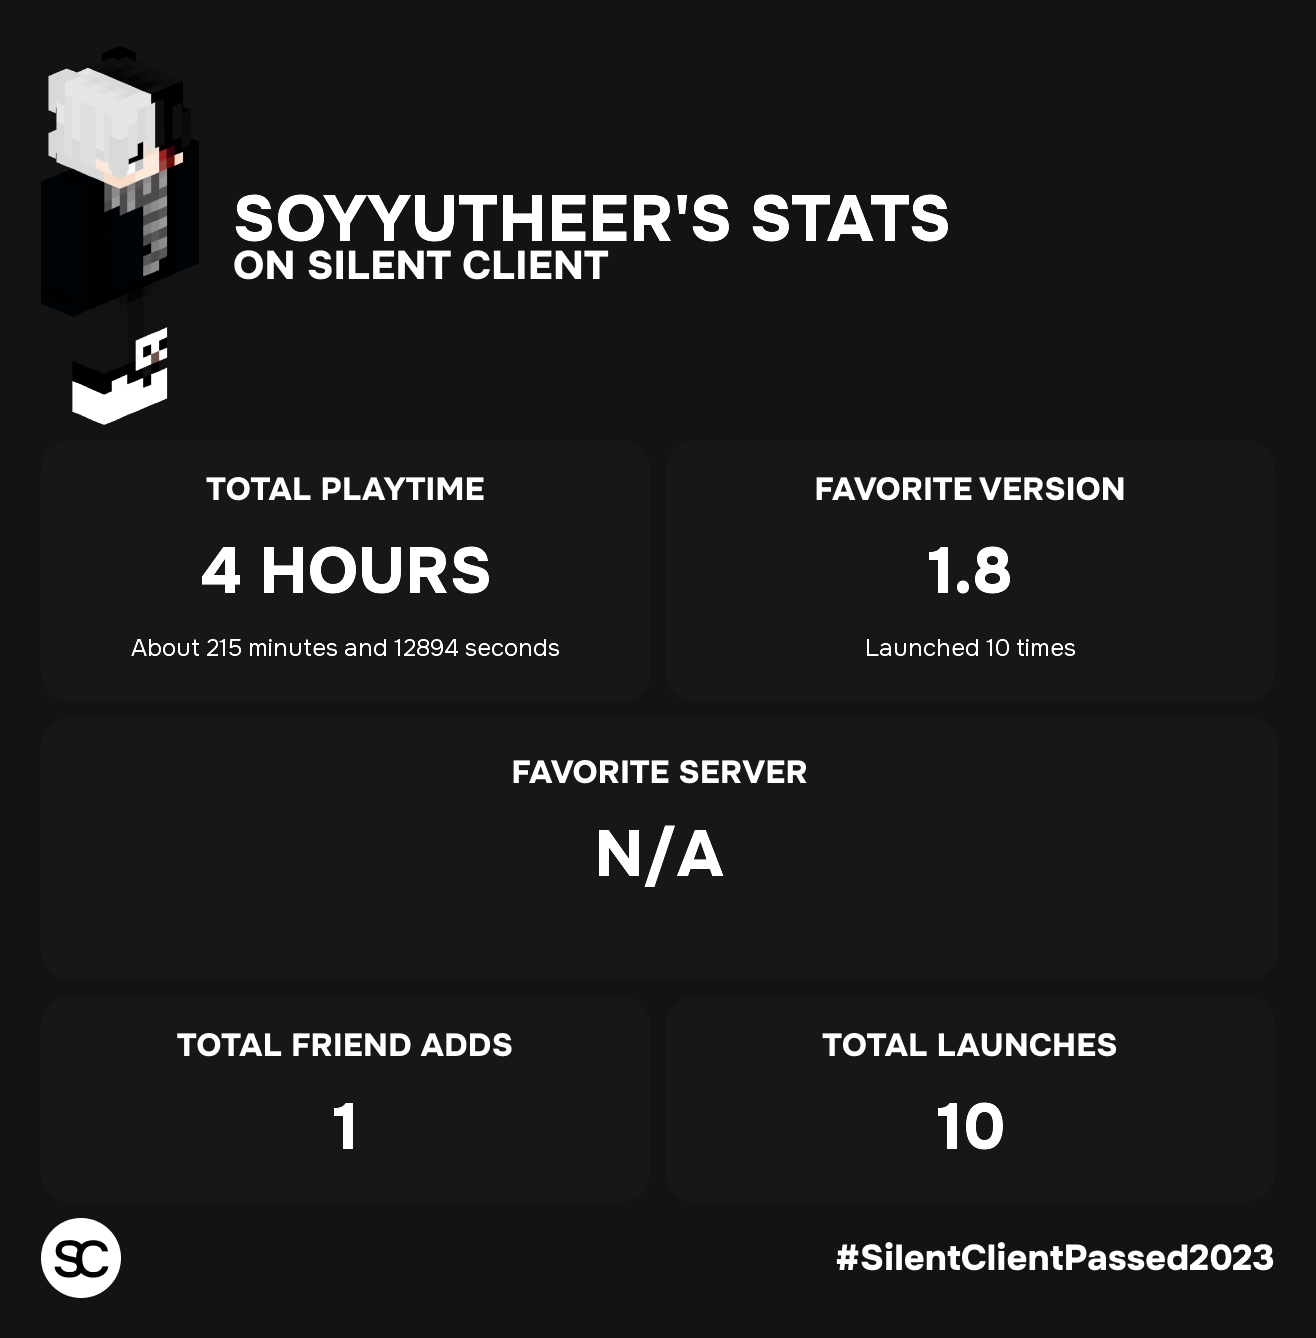 SOYYUTHEER'S STATS
ON SILENT CLIENT
TOTAL PLAYTIME
4 HOURS
About 215 minutes and 12894 seconds
FAVORITE VERSION
1.8
Launched 10 times
FAVORITE SERVER
N/A
TOTAL FRIEND ADDS
1
TOTAL LAUNCHES
10
SC
#SilentClientPassed2023